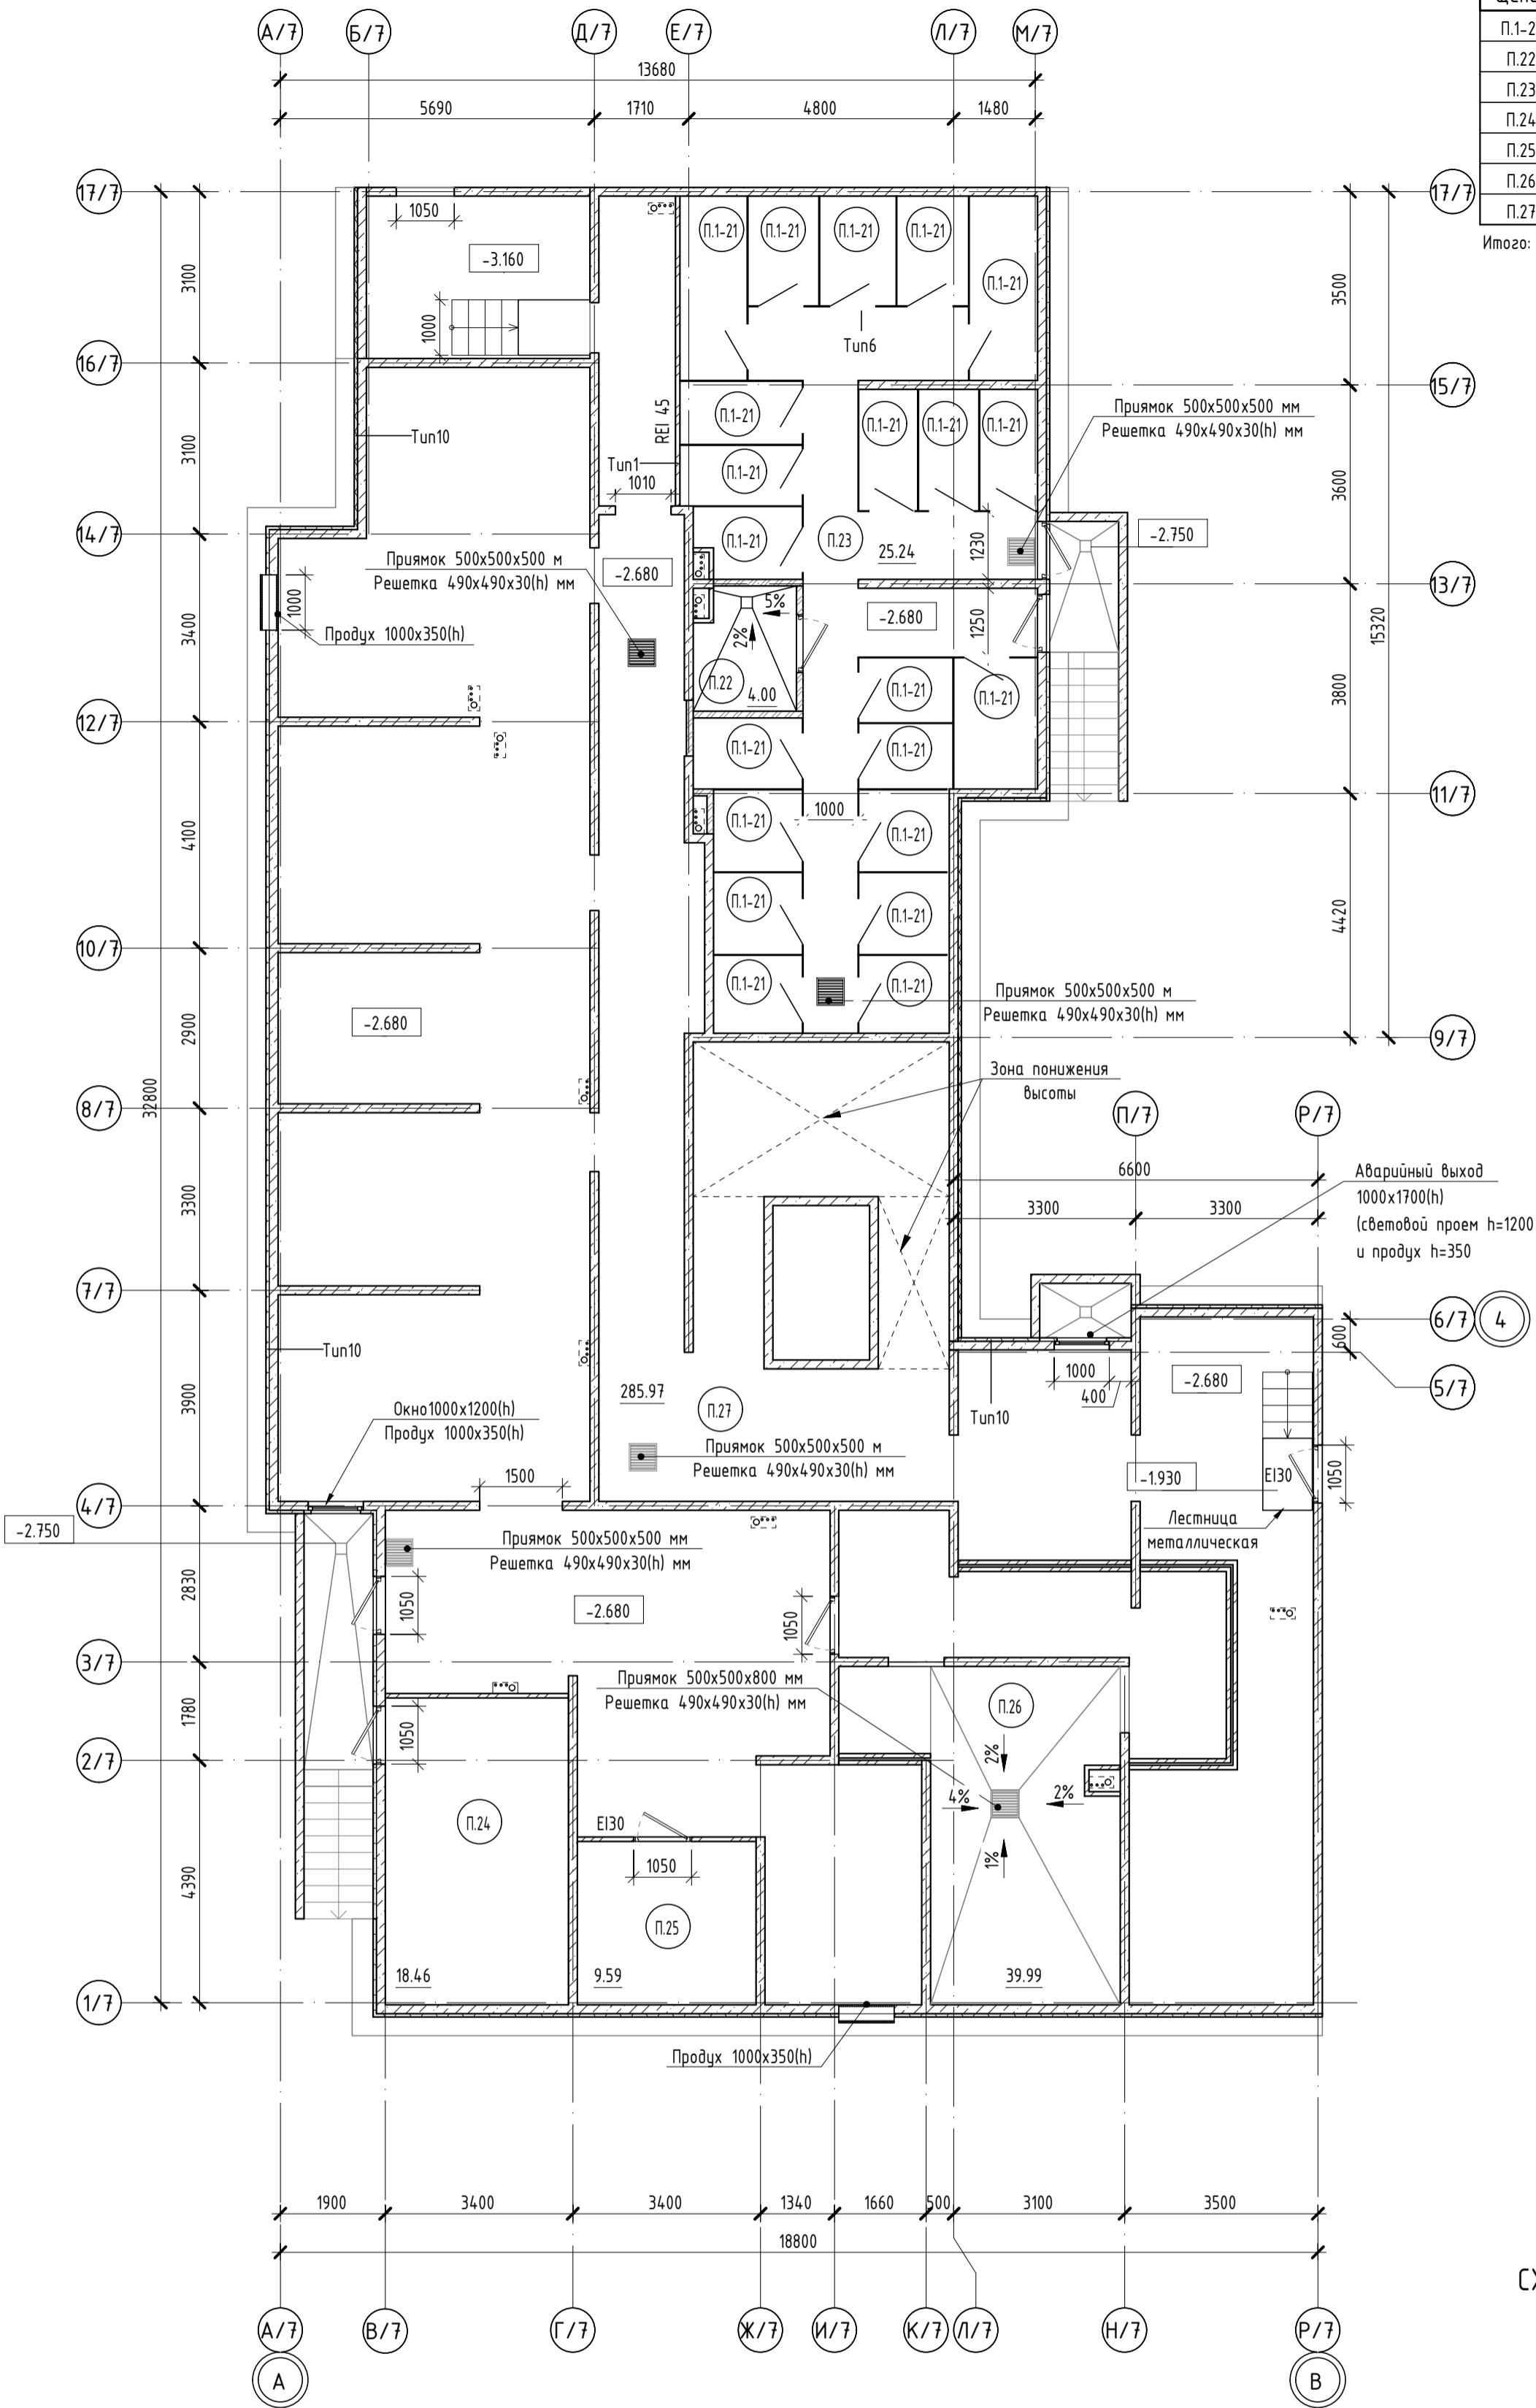 А/7
Б/7
Д/7
Е/7
Л/7
М/7
13680
5690
1710
4800
1480
П.1-2
П.22
П.23
П.24
П.25
П.26
П.27
Итого:
17/7
17/7
1050
-3.160
П.1-21
П.1-21
П.1-21
П.1-21
П.1-21
3100
3500
1000
Тип6
16/7
15/7
Приямок 500х500х500 мм
Решетка 490х490х30(h) мм
П.1-21
П.1-21
П.1-21
П.1-21
Тип10
REI 45
3100
3600
Тип1
1010
П.1-21
14/7
П.1-21
П.23
25.24
1230
-2.750
Приямок 500х500х500 м
Решетка 490х490х30(h) мм
-2.680
13/7
1000
5%
2%
-2.680
1250
15320
Продух 1000х350(h)
3400
П.22
4.00
П.1-21
П.1-21
3800
12/7
П.1-21
П.1-21
11/7
4100
П.1-21
1000
П.1-21
П.1-21
П.1-21
4420
10/7
П.1-21
П.1-21
Приямок 500х500х500 м
Решетка 490х490х30(h) мм
-2.680
2900
9/7
32800
Зона понижения
высоты
8/7
П/7
Р/7
6600
Аварийный выход
1000х1700(h)
(световой проем h=1200
и продух h=350
3300
3300
3300
7/7
6/7
4
600
Тип10
-2.680
1000
400
5/7
285.97
П.27
Тип10
3900
Окно1000х1200(h)
Продух 1000х350(h)
Приямок 500х500х500 м
Решетка 490х490х30(h) мм
1500
-1.930
EI30
1050
4/7
-2.750
Лестница
металлическая
Приямок 500х500х500 мм
Решетка 490х490х30(h) мм
2830
1050
-2.680
1050
3/7
Приямок 500х500х800 мм
Решетка 490х490х30(h) мм
П.26
1780
1050
2/7
2%
4%
2%
1%
П.24
EI30
1050
4390
П.25
18.46
9.59
39.99
1/7
Продух 1000х350(h)
1900
3400
3400
1340
1660
500
3100
3500
18800
А/7
В/7
Г/7
Ж/7
И/7
К/7
Л/7
Н/7
Р/7
А
В